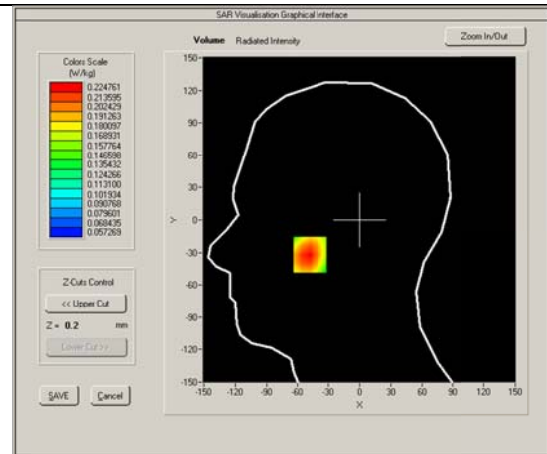 SAR Visualisation Graphical Interface
Volume Radiated Intensity
Zoom In/Out
Colors Scale
(W/kg)
0.224761
0.213595
0.202429
0.191263
0.180097
0.168931
0.157764
0.146598
0.135432
0.124266
0.113100
0.101934
0.090768
0.079601
0.068435
0.057269
Z-Cuts Control
<< Upper Cut
Z = 0.2 mm
Lower Cut >>
SAVE Cancel
Y
150
120
90
60
30
0
-30
-60
-90
-120
-150
-150 -120 -90 -60 -30 0 30 60 90 120 150
X